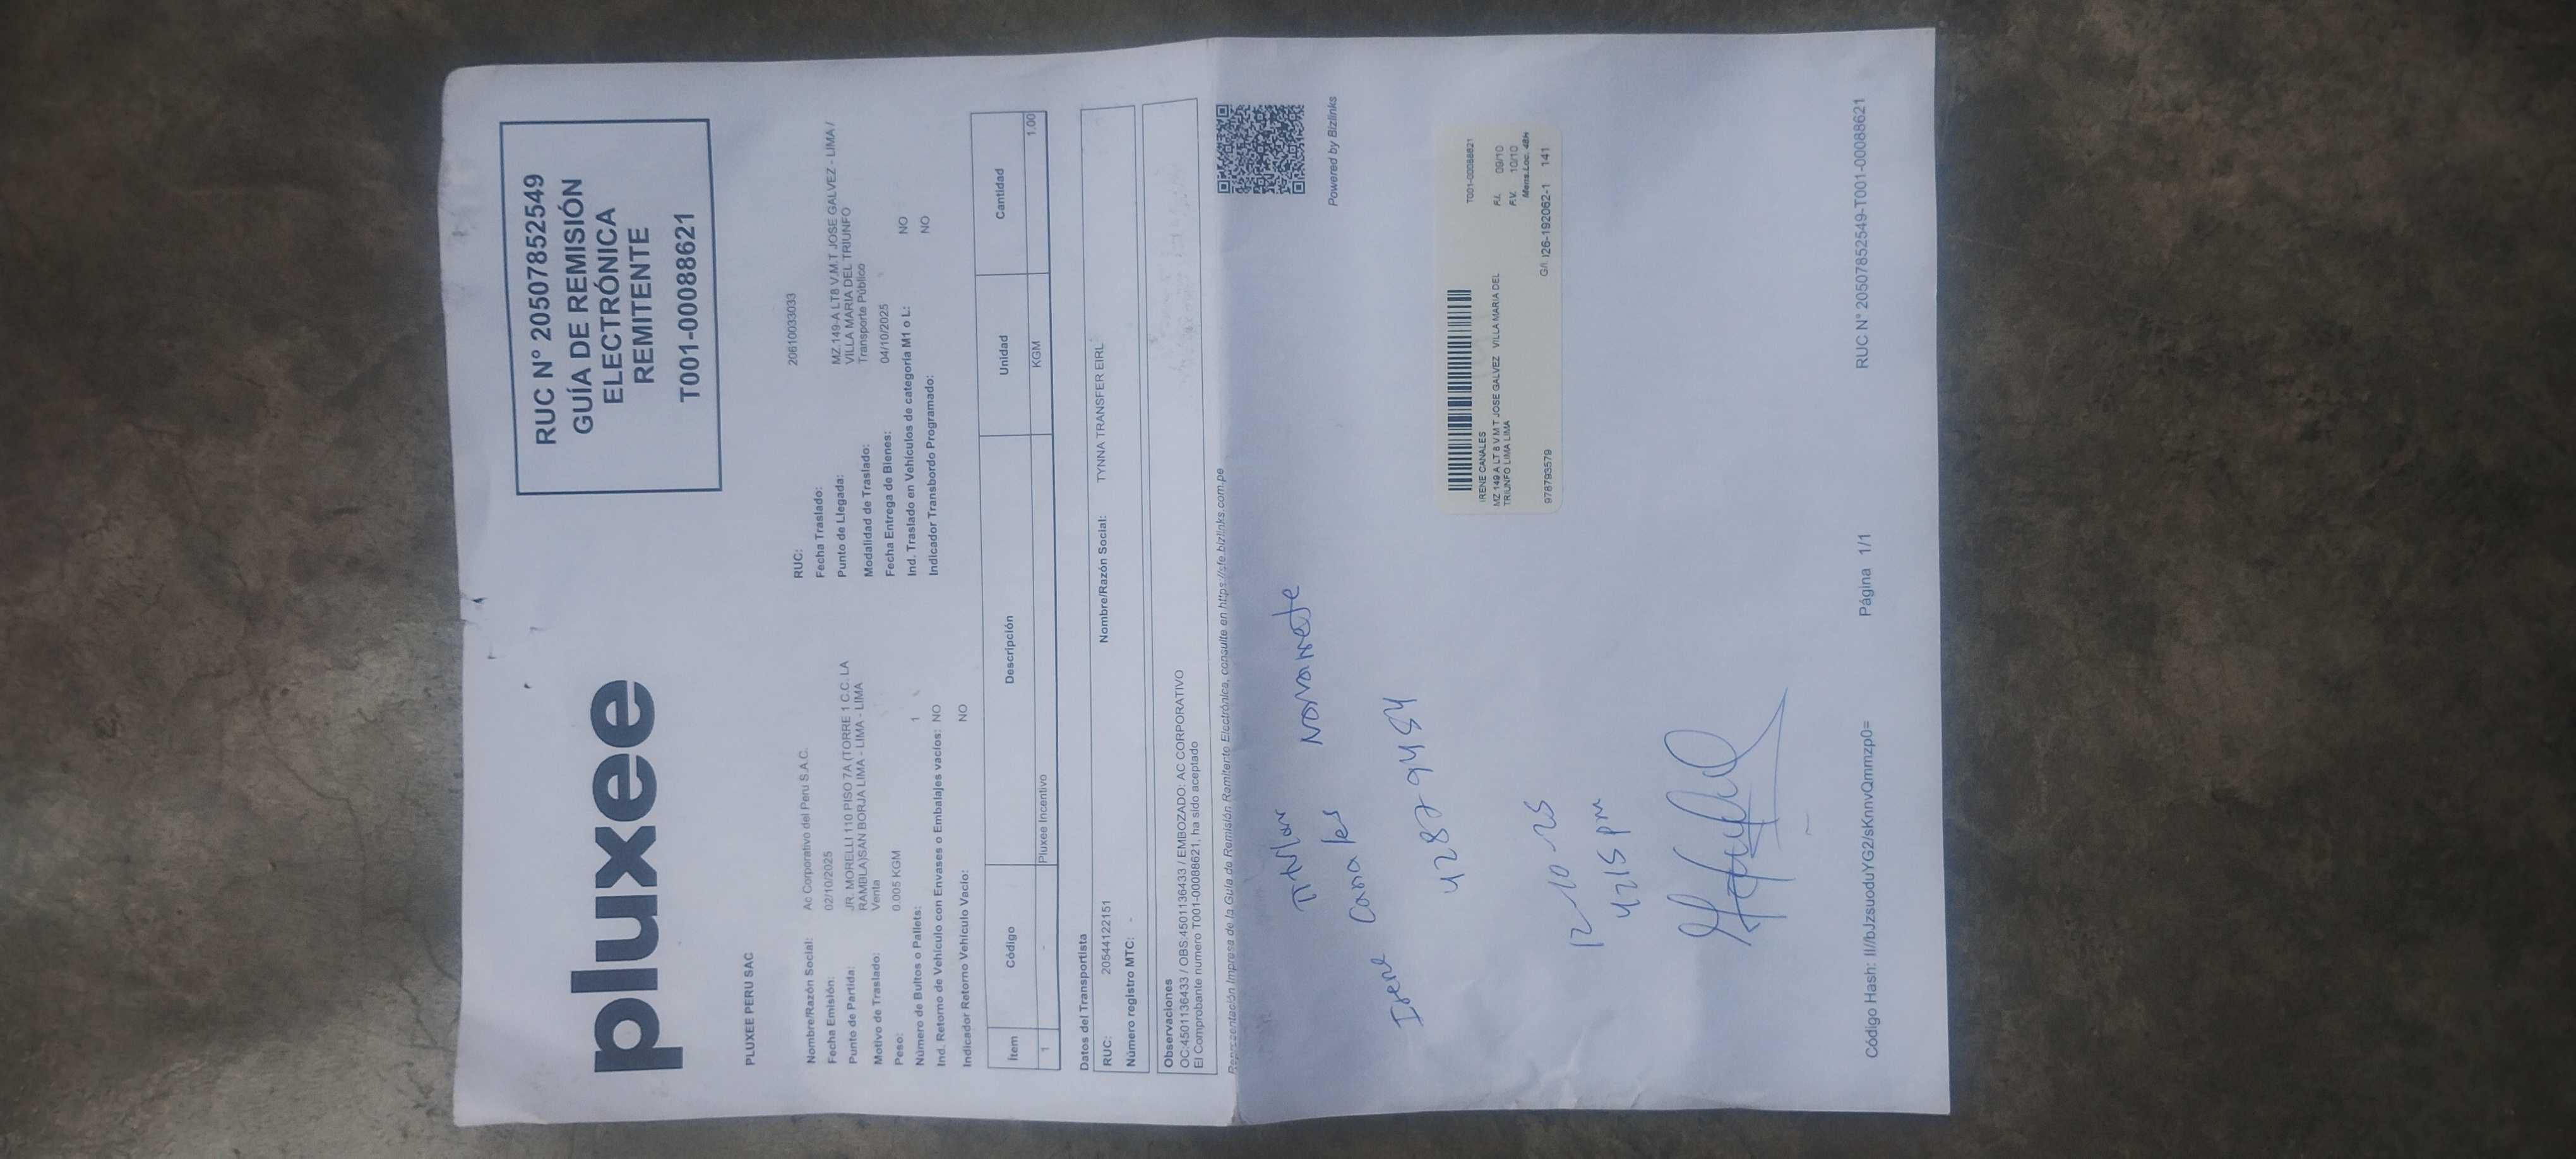 pluxee
RUC N° 20507852549
GUÍA DE REMISIÓN
ELECTRÓNICA
REMITENTE
T001-00088621
PLUXEE PERU SAC
Nombre/Razón Social: Ac Corporativo del Peru S.A.C.
Fecha Emisión: 02/10/2025
Punto de Partida: JR. MORELLI 110 PISO 7A (TORRE 1 C.C. LA
RAMBLA)SAN BORJA LIMA - LIMA - LIMA
Motivo de Traslado: Venta
Peso: 0.005 KGM
Número de Bultos o Pallets: 1
Ind. Retorno de Vehículo con Envases o Embalajes vacíos: NO
Indicador Retorno Vehículo Vacío: NO
RUC: 20610033033
Fecha Traslado:
Punto de Llegada: MZ.149-A LT8 V.M.T JOSE GALVEZ - LIMA /
VILLA MARIA DEL TRIUNFO
Modalidad de Traslado: Transporte Público
Fecha Entrega de Bienes: 04/10/2025
Ind. Traslado en Vehículos de categoría M1 o L: NO
Indicador Transbordo Programado: NO
Item Código Descripción Unidad Cantidad
1 - Pluxee Incentivo KGM 1.00
Datos del Transportista
RUC: 20544122151 Nombre/Razón Social: TYNNA TRANSFER EIRL
Número registro MTC: -
Observaciones
OC:4501136433 / OBS:4501136433 / EMBOZADO: AC CORPORATIVO
El Comprobante numero T001-00088621, ha sido aceptado
Representación Impresa de la Guía de Remisión Remitente Electrónica, consulte en https://sfe.bizlinks.com.pe
Powered by Bizlinks
Titular
Irene Canales
12-10-25
4:15 pm
T001-00088621
IRENE CANALES
MZ 149 A LT 8 V M T JOSE GALVEZ VILLA MARIA DEL
TRIUNFO LIMA LIMA
F.I. 09/10
F.V. 10/10
Mens.Loc. 48H
978793579 G/I. I26-192062-1 141
Código Hash: Il//bJzsuoduYG2/sKnnvQmmzp0= Página 1/1 RUC N° 20507852549-T001-00088621